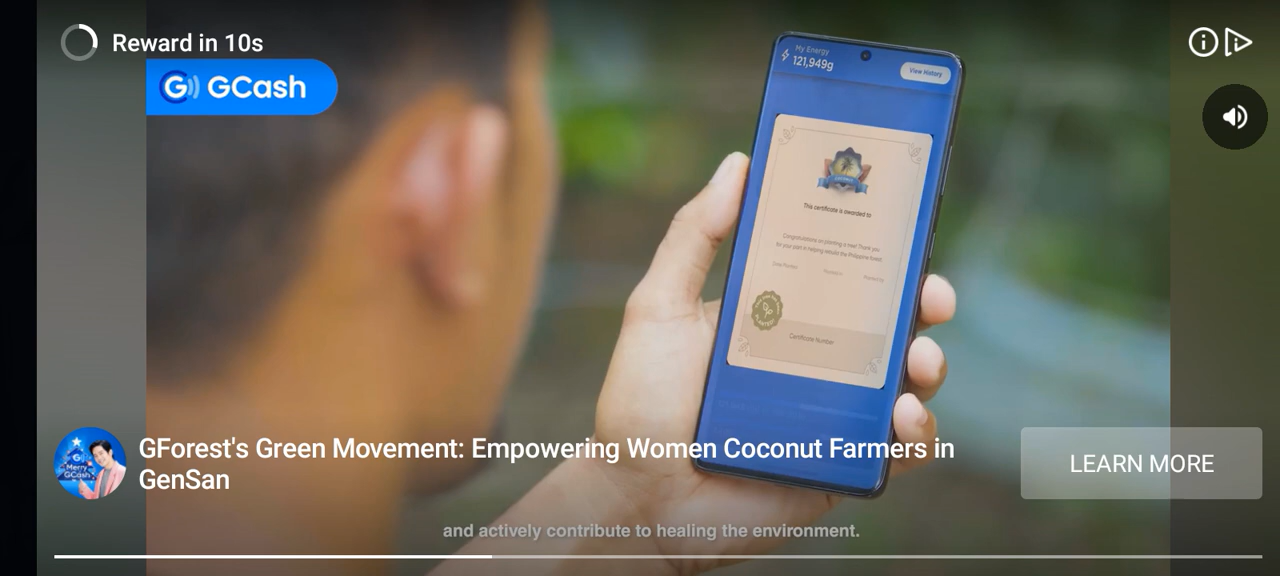 Reward in 10s
GCash
My Energy
121,949g
View History
This certificate is awarded to
Congratulations on planting a tree! Thank you
for your part in helping rebuild the Philippine forest.
Date Planted
Certificate Number
Merry
GCash
GForest's Green Movement: Empowering Women Coconut Farmers in
GenSan
LEARN MORE
and actively contribute to healing the environment.